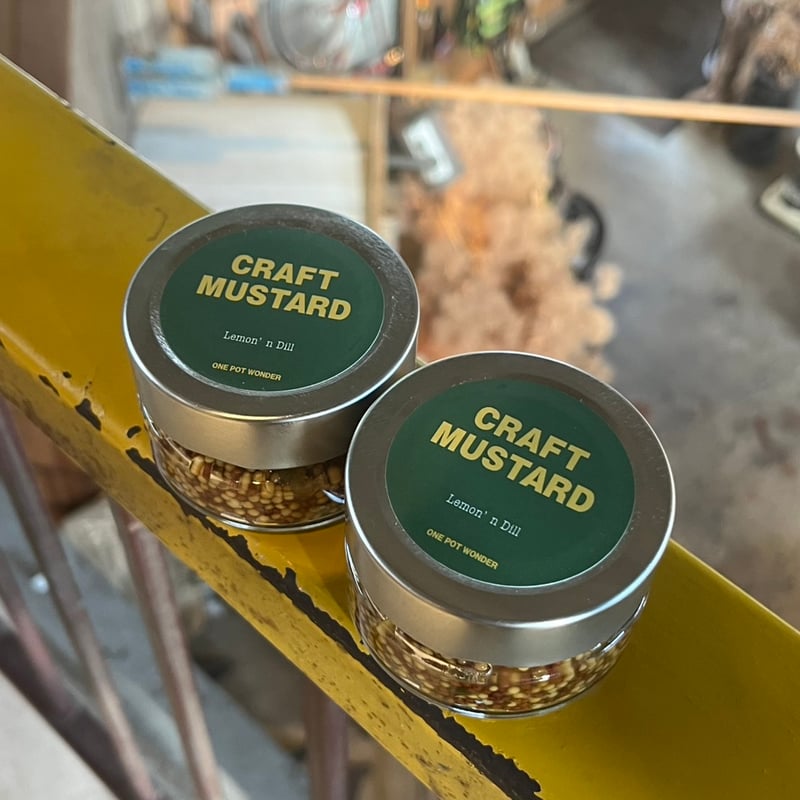 CRAFT
MUSTARD
Lemon' n Dill
ONE POT WONDER
CRAFT
MUSTARD
Lemon' n Dill
ONE POT WONDER